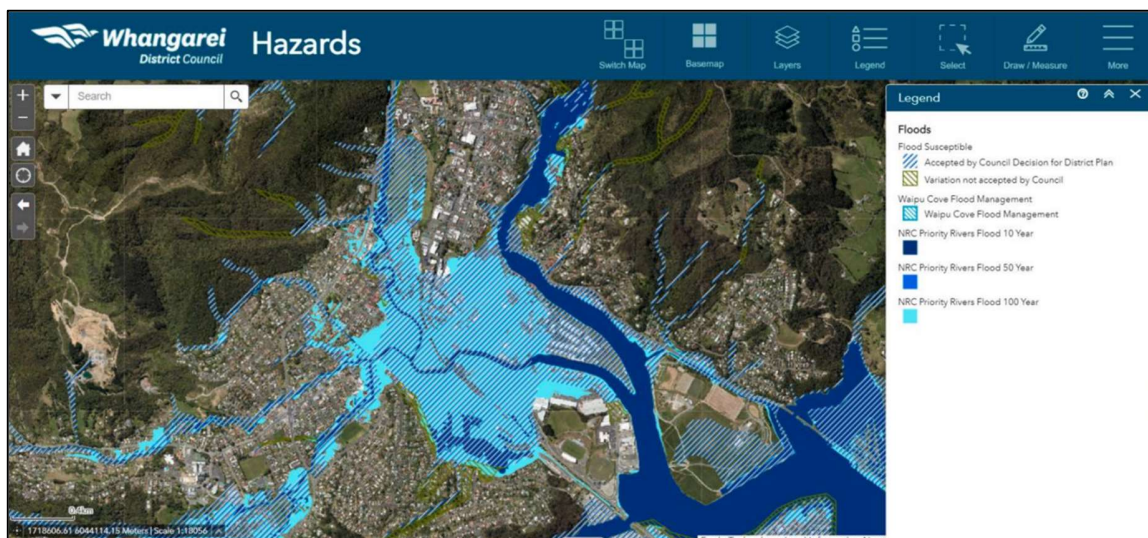 Whangarei
District Council
Hazards
Switch Map
Basemap
Layers
Legend
Select
Draw / Measure
More
Search
Legend
Floods
Flood Susceptible
Accepted by Council Decision for District Plan
Variation not accepted by Council
Waipu Cove Flood Management
Waipu Cove Flood Management
NRC Priority Rivers Flood 10 Year
NRC Priority Rivers Flood 50 Year
NRC Priority Rivers Flood 100 Year
0.4km
1718606.61 6044114.15 Meters | Scale 1:18056